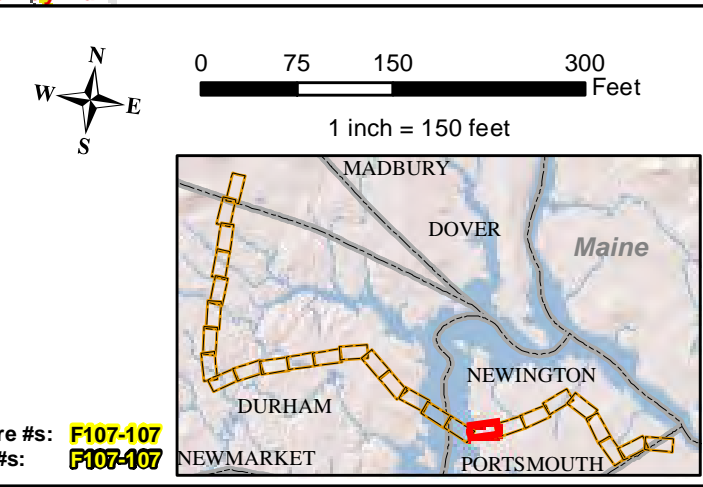 N
W E
S
0 75 150 300
Feet
1 inch = 150 feet
MADBURY
DOVER
Maine
NEWINGTON
DURHAM
re #s: F107-107
#s: F107-107
NEWMARKET
PORTSMOUTH